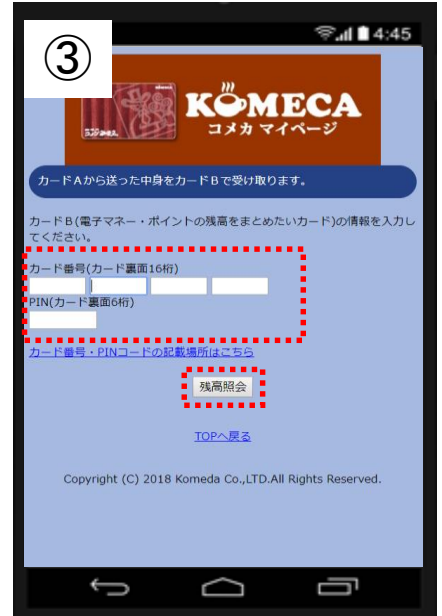 ③
4:45
KOMECA
コメカ マイページ
カードAから送った中身をカードBで受け取ります。
カードB(電子マネー・ポイントの残高をまとめたいカード)の情報を入力し
てください。
カード番号(カード裏面16桁)
PIN(カード裏面6桁)
カード番号・PINコードの記載場所はこちら
残高照会
TOPへ戻る
Copyright (C) 2018 Komeda Co.,LTD.All Rights Reserved.